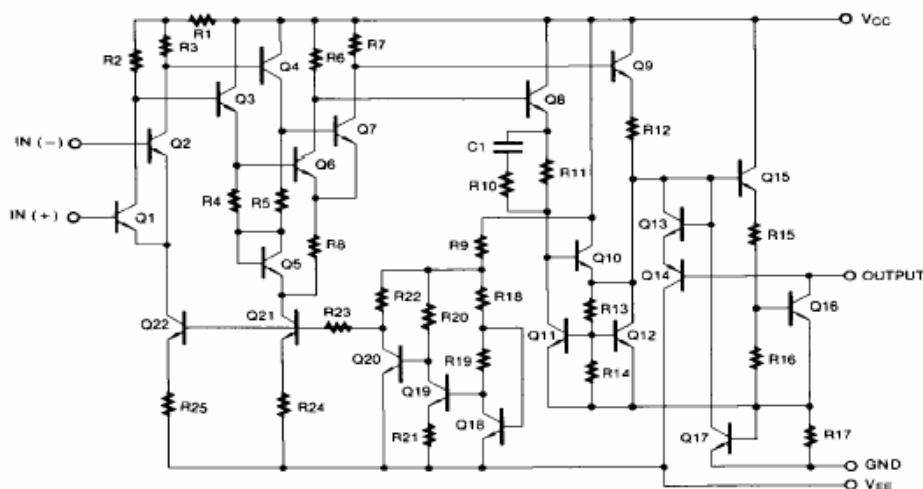 R1
VCC
R2
R3
R6
R7
Q4
Q9
Q3
Q8
Q7
R12
IN (-)
Q2
Q6
C1
R11
Q15
R4
R5
R10
IN (+)
Q1
R8
Q13
R15
R9
Q10
Q5
Q14
OUTPUT
R22
R18
R13
Q16
Q22
Q21
R23
R20
Q11
Q12
R16
Q20
R19
R14
Q19
R25
R24
R21
Q18
Q17
R17
GND
VEE